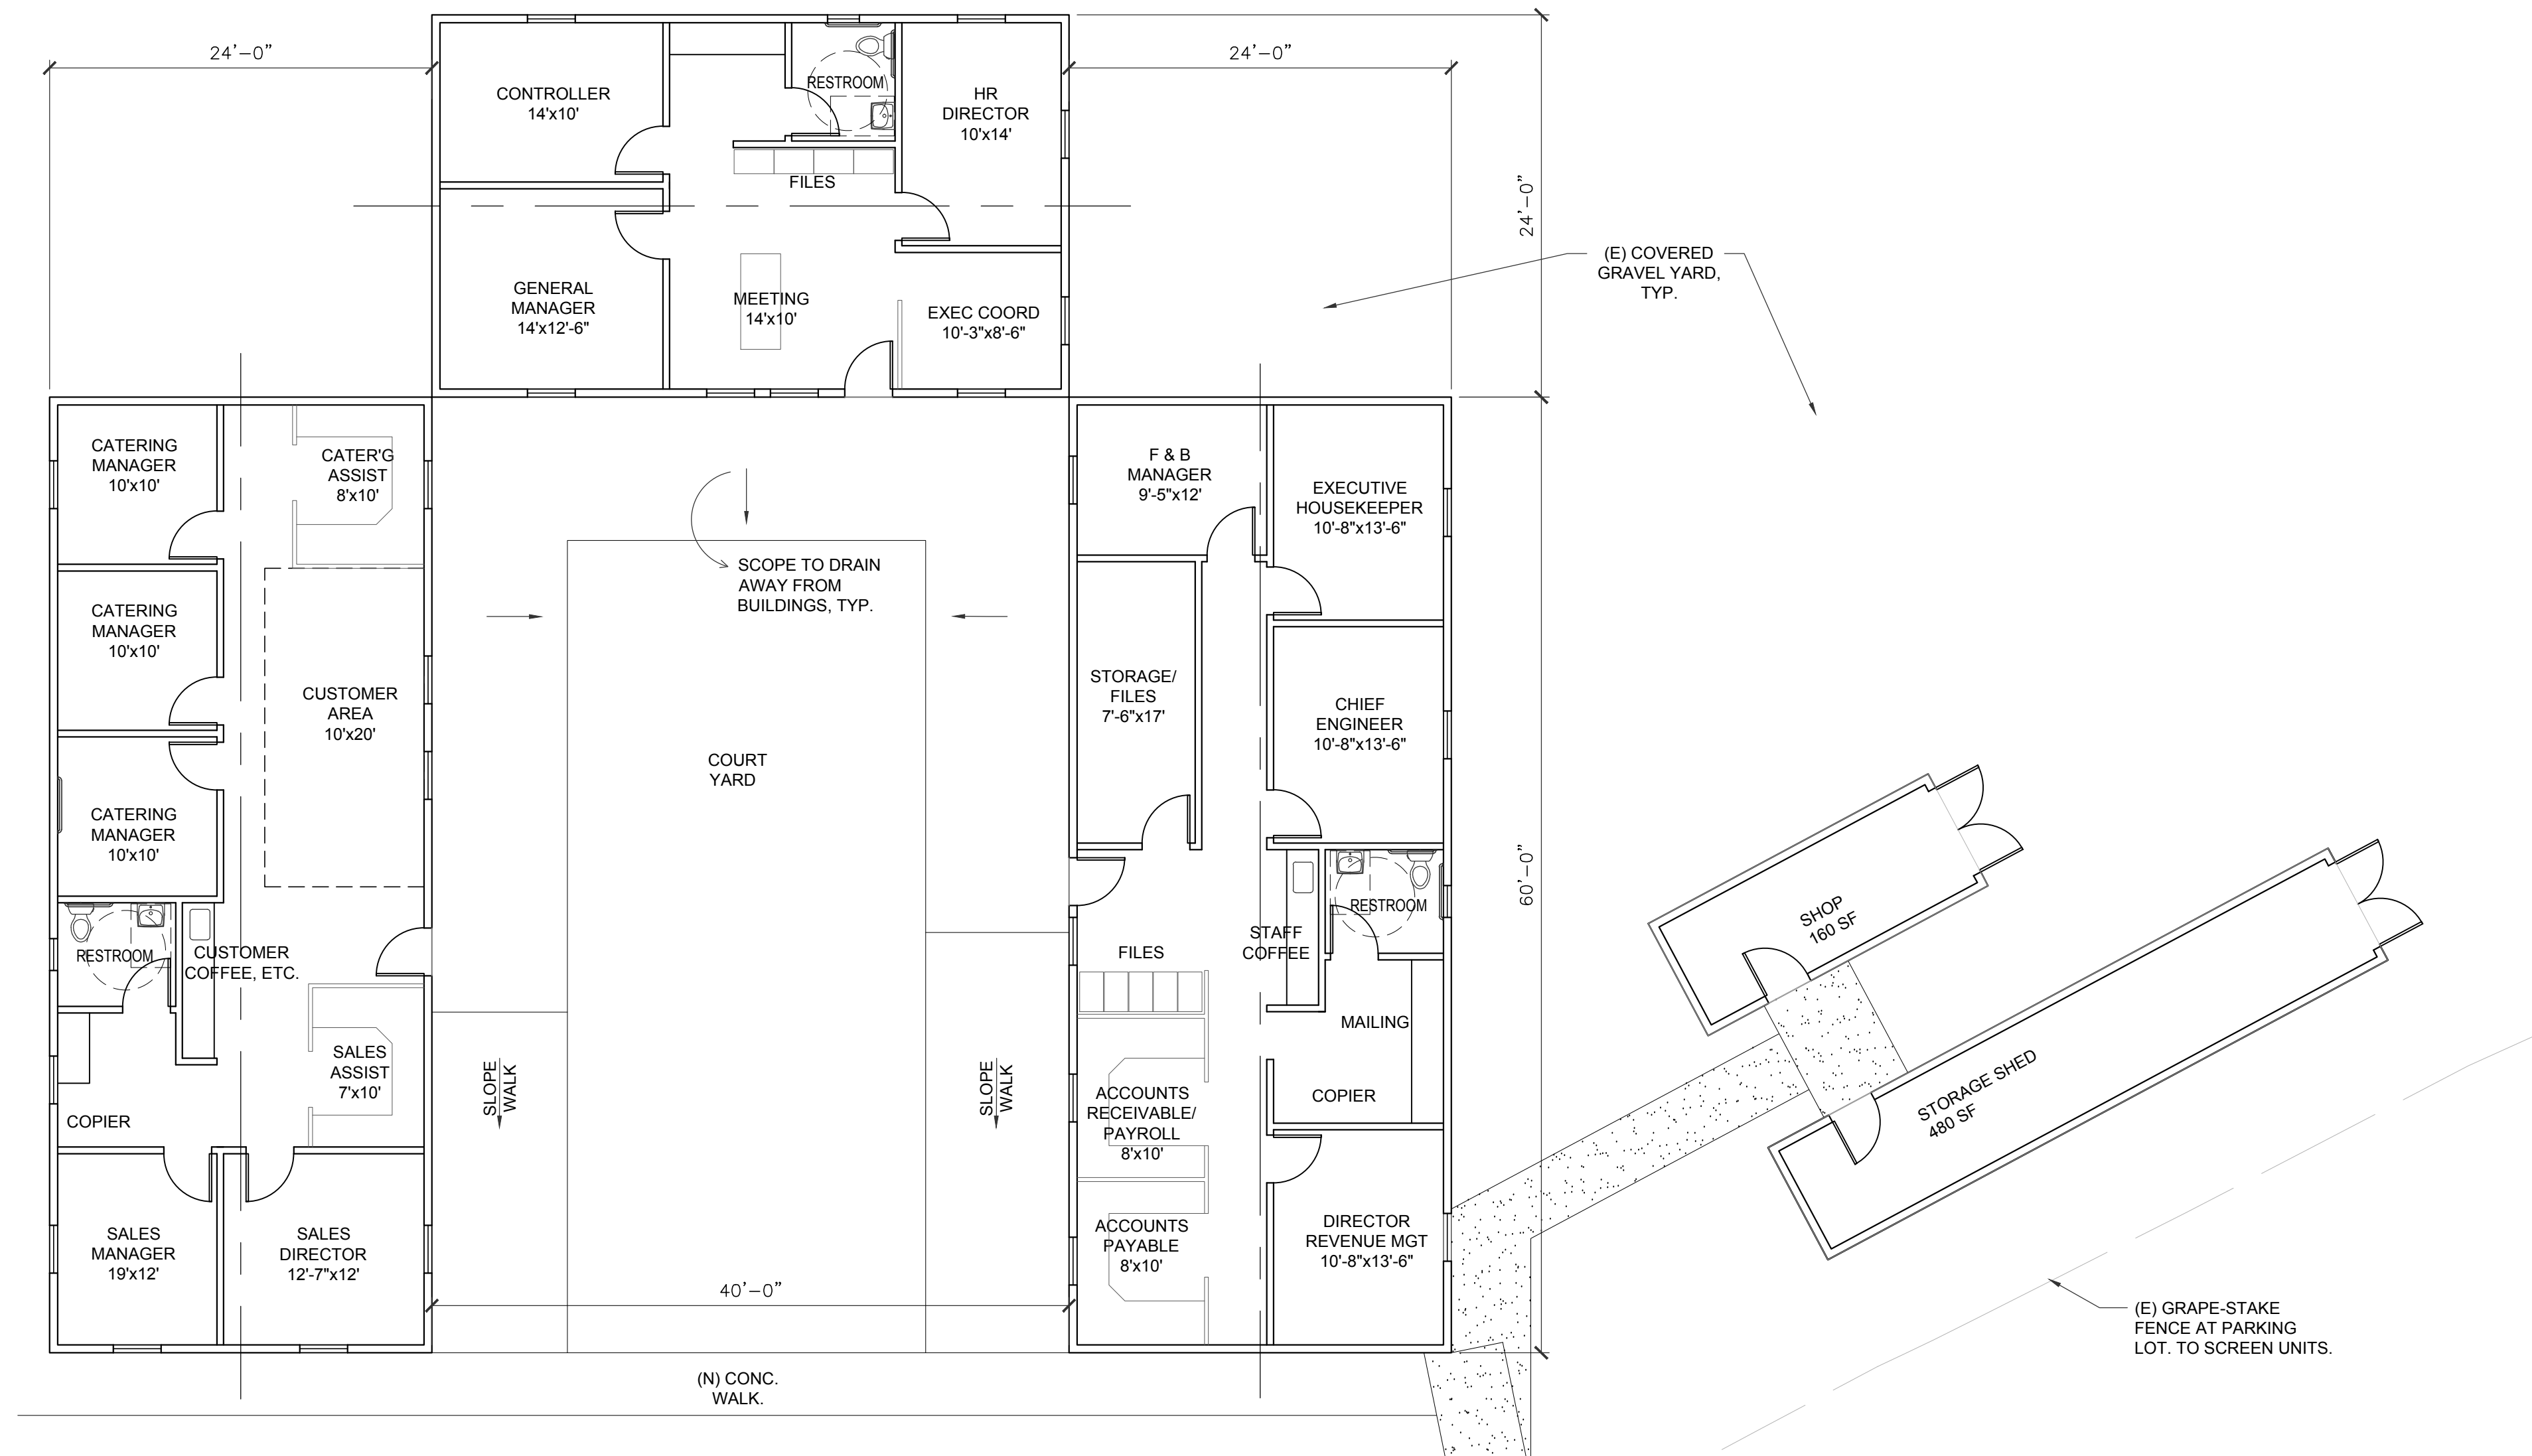 24'-0"
24'-0"
CONTROLLER
14'x10'
RESTROOM
HR
DIRECTOR
10'x14'
FILES
24'-0"
GENERAL
MANAGER
14'x12'-6"
MEETING
14'x10'
EXEC COORD
10'-3"x8'-6"
(E) COVERED
GRAVEL YARD,
TYP.
CATERING
MANAGER
10'x10'
CATER'G
ASSIST
8'x10'
CATERING
MANAGER
10'x10'
CUSTOMER
AREA
10'x20'
CATERING
MANAGER
10'x10'
RESTROOM
CUSTOMER
COFFEE, ETC.
SALES
ASSIST
7'x10'
COPIER
SALES
MANAGER
19'x12'
SALES
DIRECTOR
12'-7"x12'
SCOPE TO DRAIN
AWAY FROM
BUILDINGS, TYP.
COURT
YARD
SLOPE
WALK
SLOPE
WALK
40'-0"
(N) CONC.
WALK.
F & B
MANAGER
9'-5"x12'
EXECUTIVE
HOUSEKEEPER
10'-8"x13'-6"
STORAGE/
FILES
7'-6"x17'
CHIEF
ENGINEER
10'-8"x13'-6"
FILES
STAFF
COFFEE
RESTROOM
MAILING
COPIER
ACCOUNTS
RECEIVABLE/
PAYROLL
8'x10'
ACCOUNTS
PAYABLE
8'x10'
DIRECTOR
REVENUE MGT
10'-8"x13'-6"
60'-0"
SHOP
160 SF
STORAGE SHED
480 SF
(E) GRAPE-STAKE
FENCE AT PARKING
LOT. TO SCREEN UNITS.